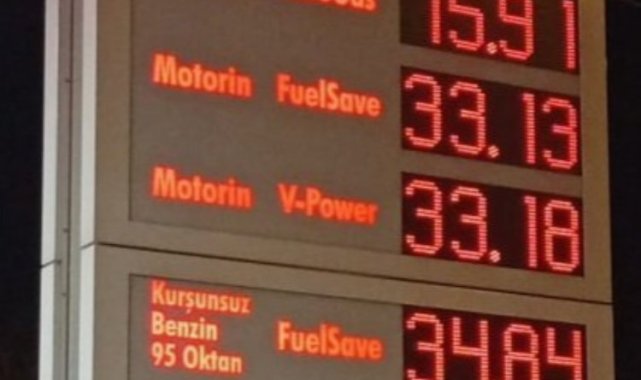 15.91
Motorin FuelSave 33.13
Motorin V-Power 33.18
Kurşunsuz
Benzin FuelSave 34.84
95 Oktan